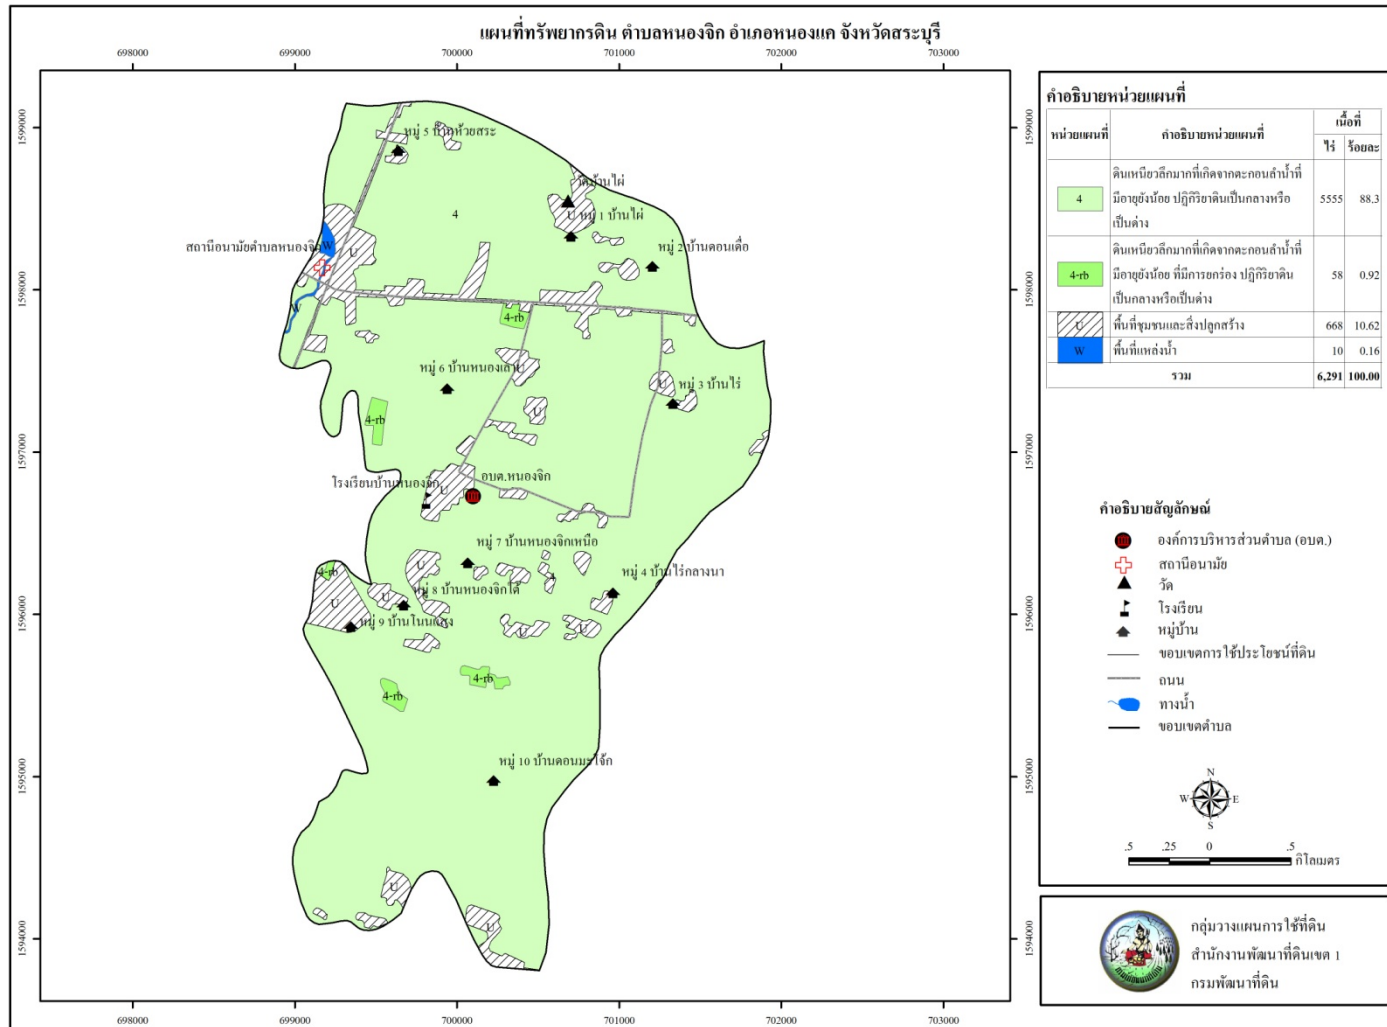 แผนที่ทรัพยากรดิน ตำบลหนองจิก อำเภอหนองแค จังหวัดสระบุรี
698000 699000 700000 701000 702000 703000
1599000 1599000
1598000 1598000
1597000 1597000
1596000 1596000
1595000 1595000
1594000 1594000
698000 699000 700000 701000 702000 703000
หมู่ 5 บ้านห้วยสระ
วัดบ้านไผ่
4
U หมู่ 1 บ้านไผ่
สถานีอนามัยตำบลหนองจิก
W
U
หมู่ 2 บ้านดอนเตื่อ
W
4-rb
หมู่ 6 บ้านหนองเลา
U
U หมู่ 3 บ้านไร่
4-rb
U
โรงเรียนบ้านหนองจิก
U
อบต.หนองจิก
หมู่ 7 บ้านหนองจิกเหนือ
U
4-rb
4
หมู่ 4 บ้านไร่กลางนา
U
U
หมู่ 8 บ้านหนองจิกใต้
หมู่ 9 บ้านโนนแสง
U
U
4-rb
4-rb
หมู่ 10 บ้านดอนมะโจ้ก
U
U
คำอธิบายหน่วยแผนที่
หน่วยแผนที่ คำอธิบายหน่วยแผนที่ เนื้อที่
ไร่ ร้อยละ
4 ดินเหนียวลึกมากที่เกิดจากตะกอนลำน้ำที่
มีอายุยังน้อย ปฏิกิริยาดินเป็นกลางหรือ 5555 88.3
เป็นด่าง
4-rb ดินเหนียวลึกมากที่เกิดจากตะกอนลำน้ำที่
มีอายุยังน้อย ที่มีการยกร่อง ปฏิกิริยาดิน 58 0.92
เป็นกลางหรือเป็นด่าง
U พื้นที่ชุมชนและสิ่งปลูกสร้าง 668 10.62
W พื้นที่แหล่งน้ำ 10 0.16
รวม 6,291 100.00
คำอธิบายสัญลักษณ์
องค์การบริหารส่วนตำบล (อบต.)
สถานีอนามัย
วัด
โรงเรียน
หมู่บ้าน
ขอบเขตการใช้ประโยชน์ที่ดิน
ถนน
ทางน้ำ
ขอบเขตตำบล
N
W E
S
.5 .25 0 .5
กิโลเมตร
กลุ่มวางแผนการใช้ที่ดิน
สำนักงานพัฒนาที่ดินเขต 1
กรมพัฒนาที่ดิน